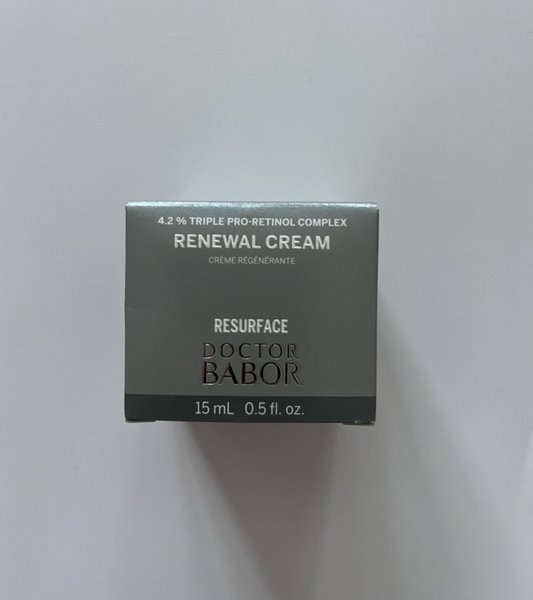 4.2 % TRIPLE PRO-RETINOL COMPLEX
RENEWAL CREAM
CRÈME RÉGÉNÉRANTE
RESURFACE
DOCTOR
BABOR
15 mL 0.5 fl. oz.